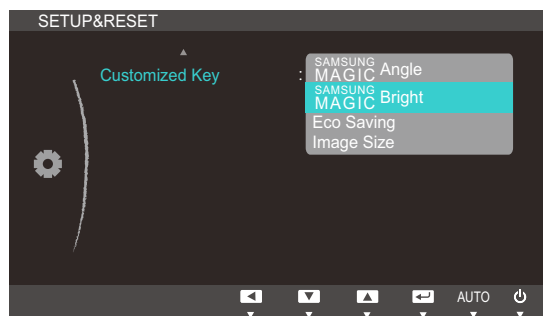 SETUP&RESET
Customized Key : SAMSUNG MAGIC Angle
SAMSUNG MAGIC Bright
Eco Saving
Image Size
AUTO